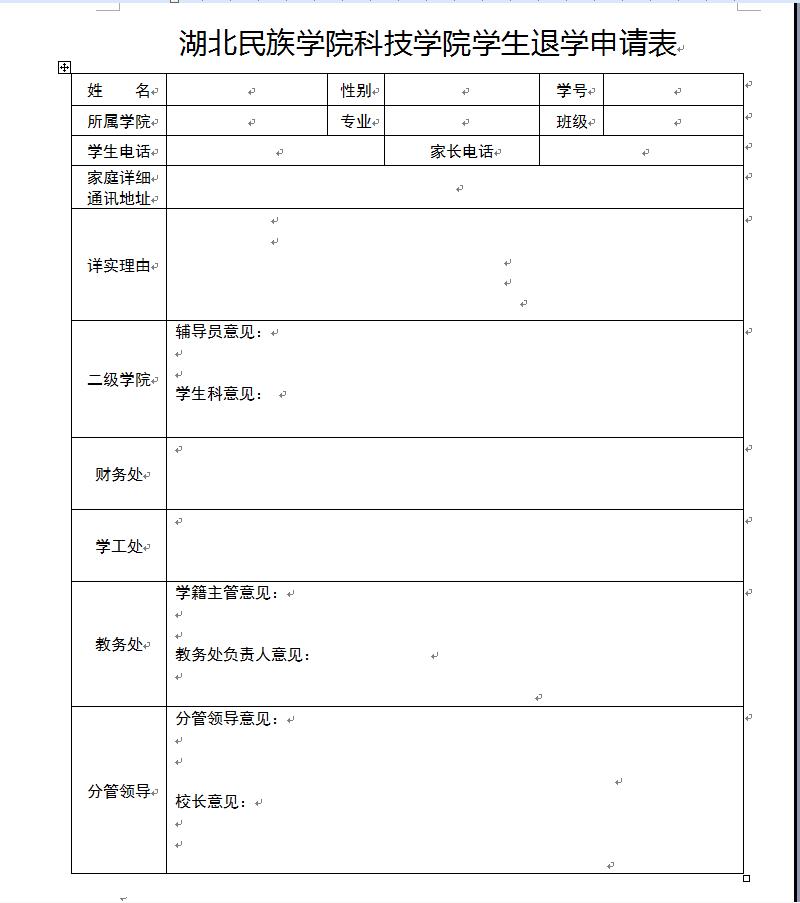 湖北民族学院科技学院学生退学申请表
姓 名 性别 学号
所属学院 专业 班级
学生电话 家长电话
家庭详细
通讯地址
详实理由
二级学院
辅导员意见：
学生科意见：
财务处
学工处
教务处
学籍主管意见：
教务处负责人意见：
分管领导
分管领导意见：
校长意见：